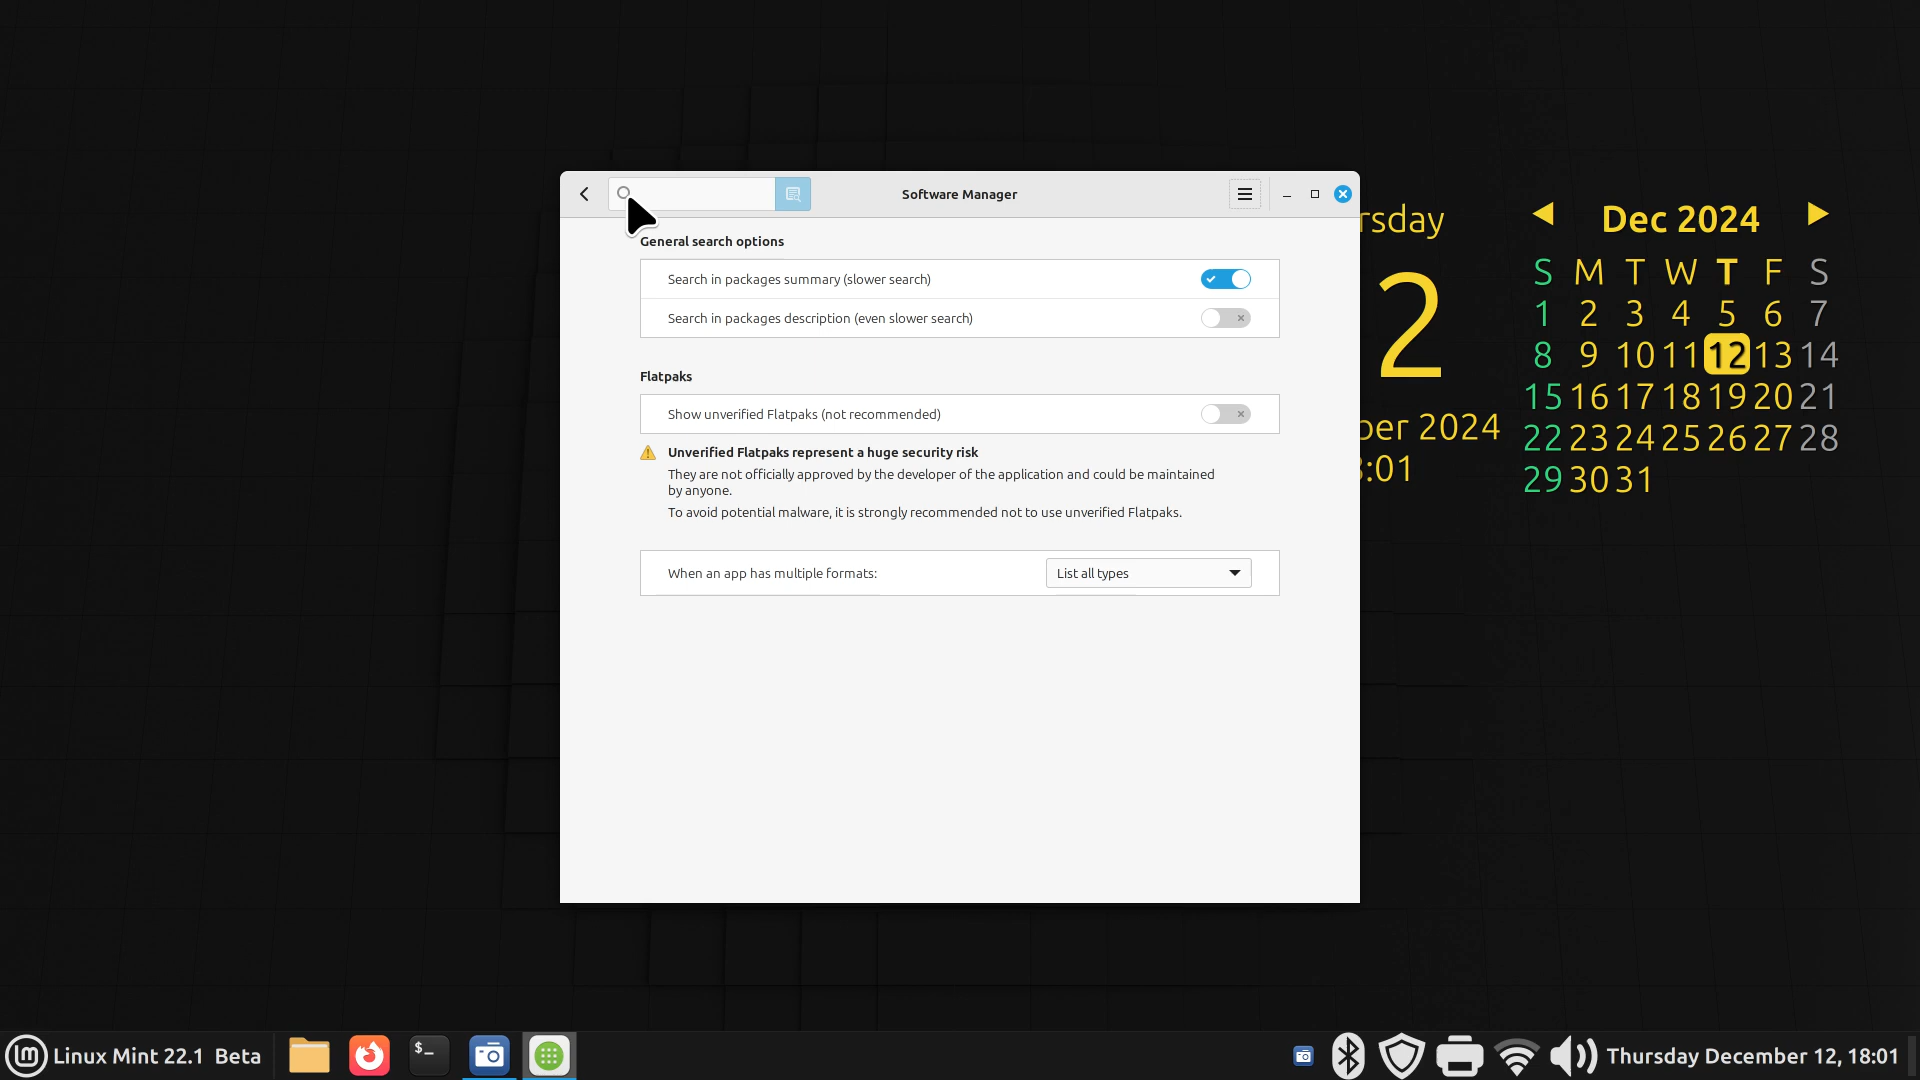 Software Manager
General search options
Search in packages summary (slower search)
Search in packages description (even slower search)
Flatpaks
Show unverified Flatpaks (not recommended)
Unverified Flatpaks represent a huge security risk
They are not officially approved by the developer of the application and could be maintained
by anyone.
To avoid potential malware, it is strongly recommended not to use unverified Flatpaks.
When an app has multiple formats: List all types
rsday
2
ber 2024
:01
Dec 2024
S M T W T F S
1 2 3 4 5 6 7
8 9 10 11 12 13 14
15 16 17 18 19 20 21
22 23 24 25 26 27 28
29 30 31
Linux Mint 22.1 Beta
$_
Thursday December 12, 18:01